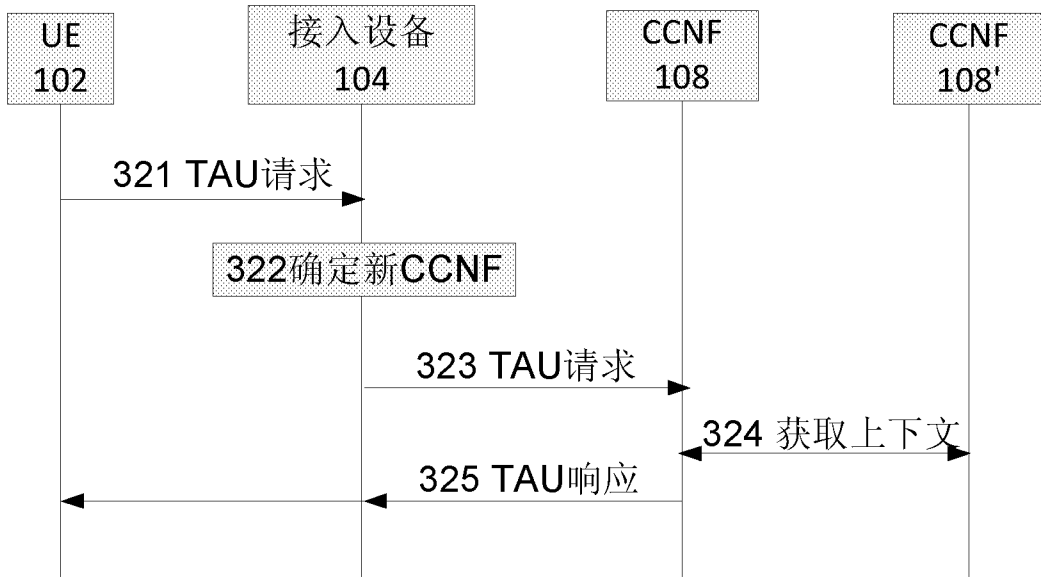 UE
102
接入设备
104
CCNF
108
CCNF
108'
321 TAU请求
322确定新CCNF
323 TAU请求
324 获取上下文
325 TAU响应